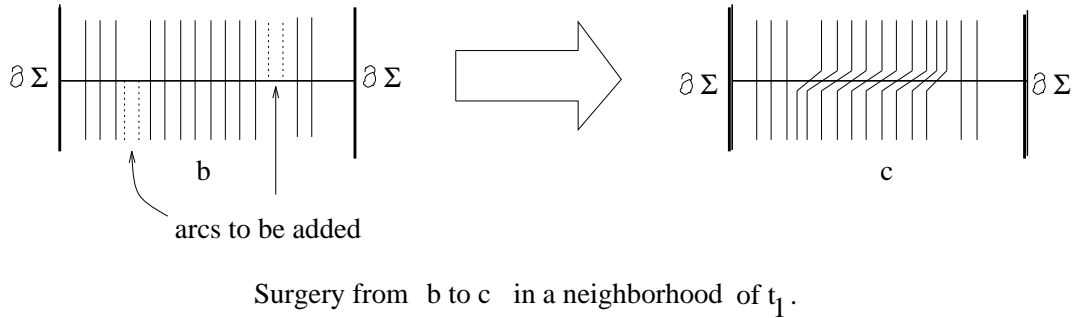 ∂ Σ ∂ Σ ∂ Σ ∂ Σ
b c
arcs to be added
Surgery from b to c in a neighborhood of t₁.